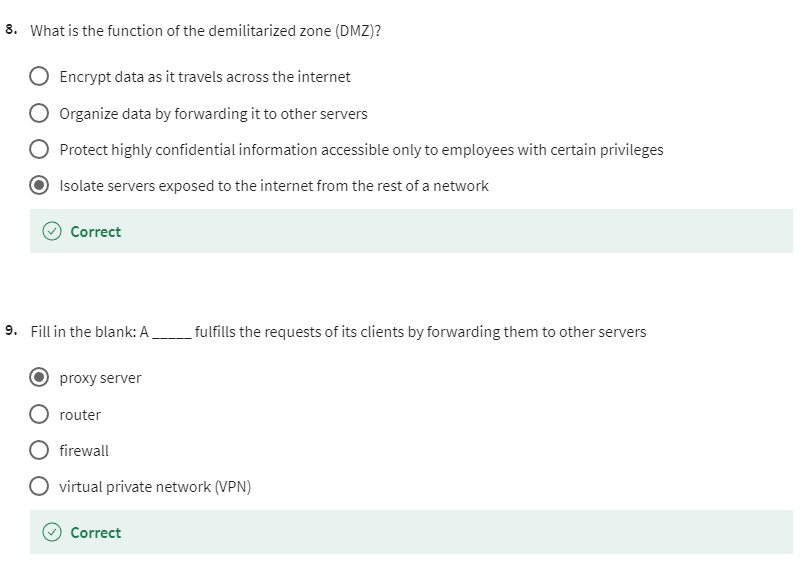 8. What is the function of the demilitarized zone (DMZ)?
Encrypt data as it travels across the internet
Organize data by forwarding it to other servers
Protect highly confidential information accessible only to employees with certain privileges
Isolate servers exposed to the internet from the rest of a network
Correct
9. Fill in the blank: A _____ fulfills the requests of its clients by forwarding them to other servers
proxy server
router
firewall
virtual private network (VPN)
Correct